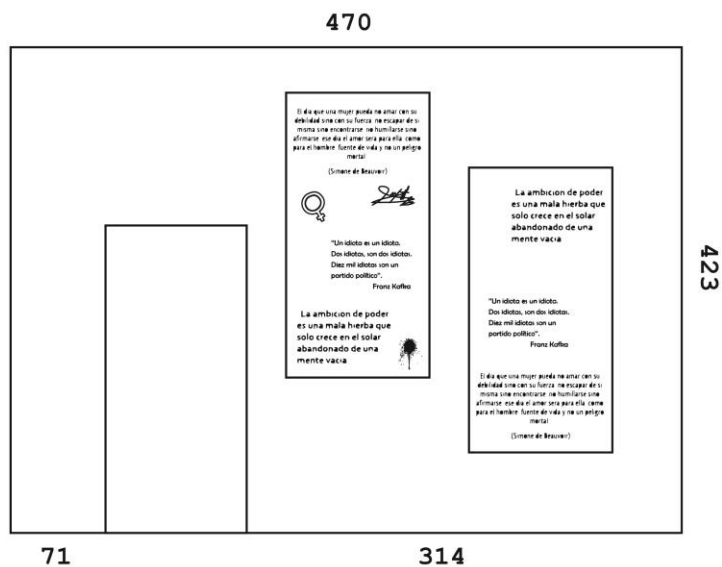 470
El dia que una mujer pueda no amar con su
debilidad sino con su fuerza no escapar de si
misma sino encontrarse no humillarse sino
afirmarse ese dia el amor sera para ella como
para el hombre fuente de vida y no un peligro
mortal
(Simone de Beauvoir)
"Un idiota es un idiota.
Dos idiotas, son dos idiotas.
Diez mil idiotas son un
partido político".
Franz Kafka
La ambicion de poder
es una mala hierba que
solo crece en el solar
abandonado de una
mente vacia
La ambicion de poder
es una mala hierba que
solo crece en el solar
abandonado de una
mente vacia
"Un idiota es un idiota.
Dos idiotas, son dos idiotas.
Diez mil idiotas son un
partido político".
Franz Kafka
El dia que una mujer pueda no amar con su
debilidad sino con su fuerza no escapar de si
misma sino encontrarse no humillarse sino
afirmarse ese dia el amor sera para ella como
para el hombre fuente de vida y no un peligro
mortal
(Simone de Beauvoir)
423
71
314